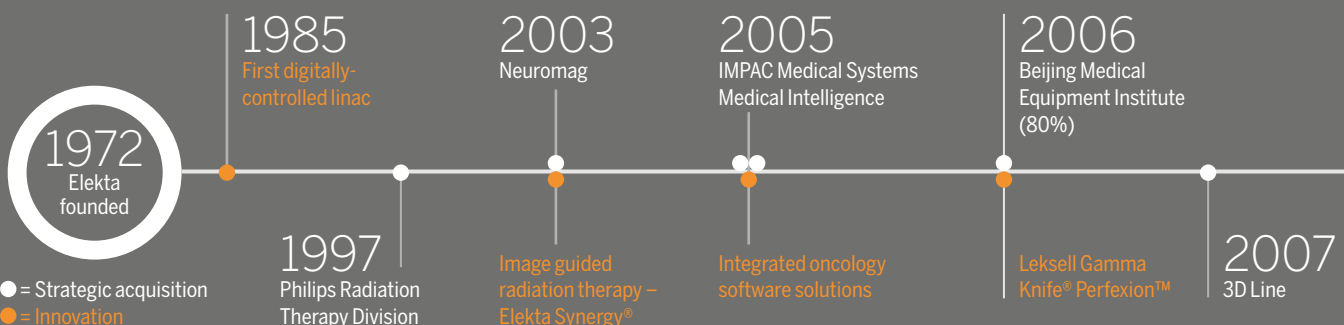 1972
Elekta
founded
1985
First digitally-
controlled linac
1997
Philips Radiation
Therapy Division
2003
Neuromag
Image guided
radiation therapy –
Elekta Synergy®
2005
IMPAC Medical Systems
Medical Intelligence
Integrated oncology
software solutions
2006
Beijing Medical
Equipment Institute
(80%)
Leksell Gamma
Knife® Perfexion™
2007
3D Line
= Strategic acquisition
= Innovation